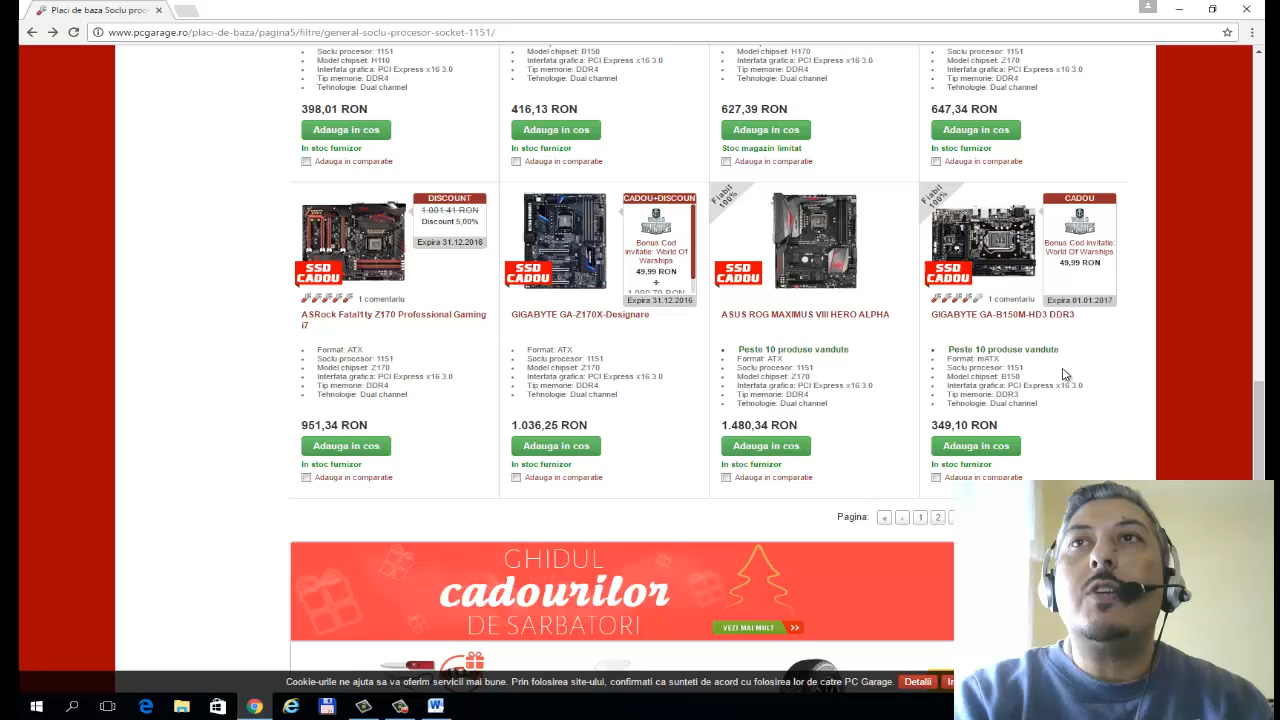 Placi de baza Soclu proc
www.pcgarage.ro/placi-de-baza/pagina5/filtre/general-soclu-procesor-socket-1151/
Soclu procesor: 1151
Model chipset: H110
Interfata grafica: PCI Express x16 3.0
Tip memorie: DDR4
Tehnologie: Dual channel
398,01 RON
Adauga in cos
In stoc furnizor
Adauga in comparatie
Model chipset: B150
Interfata grafica: PCI Express x16 3.0
Tip memorie: DDR4
Tehnologie: Dual channel
416,13 RON
Adauga in cos
In stoc furnizor
Adauga in comparatie
Soclu procesor: 1151
Model chipset: H170
Interfata grafica: PCI Express x16 3.0
Tip memorie: DDR4
Tehnologie: Dual channel
627,39 RON
Adauga in cos
Stoc magazin limitat
Adauga in comparatie
Soclu procesor: 1151
Model chipset: Z170
Interfata grafica: PCI Express x16 3.0
Tip memorie: DDR4
Tehnologie: Dual channel
647,34 RON
Adauga in cos
In stoc furnizor
Adauga in comparatie
DISCOUNT
1.001,41 RON
Discount 5,00%
Expira 31.12.2016
SSD
CADOU
1 comentariu
ASRock Fatal1ty Z170 Professional Gaming
i7
Format: ATX
Soclu procesor: 1151
Model chipset: Z170
Interfata grafica: PCI Express x16 3.0
Tip memorie: DDR4
Tehnologie: Dual channel
951,34 RON
Adauga in cos
In stoc furnizor
Adauga in comparatie
CADOU+DISCOUN
Bonus Cod
invitatie: World Of
Warships
49,99 RON
+
Expira 31.12.2016
SSD
CADOU
GIGABYTE GA-Z170X-Designare
Format: ATX
Soclu procesor: 1151
Model chipset: Z170
Interfata grafica: PCI Express x16 3.0
Tip memorie: DDR4
Tehnologie: Dual channel
1.036,25 RON
Adauga in cos
In stoc furnizor
Adauga in comparatie
Fiabil
100%
SSD
CADOU
ASUS ROG MAXIMUS VIII HERO ALPHA
Peste 10 produse vandute
Format: ATX
Soclu procesor: 1151
Model chipset: Z170
Interfata grafica: PCI Express x16 3.0
Tip memorie: DDR4
Tehnologie: Dual channel
1.480,34 RON
Adauga in cos
In stoc furnizor
Adauga in comparatie
Fiabil
100%
CADOU
Bonus Cod invitatie:
World Of Warships
49,99 RON
Expira 01.01.2017
SSD
CADOU
1 comentariu
GIGABYTE GA-B150M-HD3 DDR3
Peste 10 produse vandute
Format: mATX
Soclu procesor: 1151
Model chipset: B150
Interfata grafica: PCI Express x16 3.0
Tip memorie: DDR3
Tehnologie: Dual channel
349,10 RON
Adauga in cos
In stoc furnizor
Adauga in comparatie
Pagina: « ‹ 1 2
GHIDUL
cadourilor
DE SARBATORI
VEZI MAI MULT >>
Cookie-urile ne ajuta sa va oferim servicii mai bune. Prin folosirea site-ului, confirmati ca sunteti de acord cu folosirea lor de catre PC Garage. Detalii